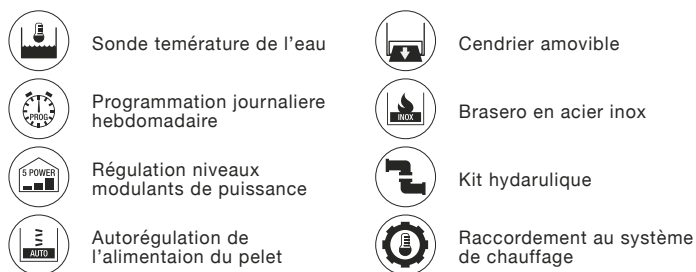 Sonde temérature de l'eau
PROG
Programmation journaliere
hebdomadaire
5 POWER
Régulation niveaux
modulants de puissance
AUTO
Autorégulation de
l'alimentaion du pelet
Cendrier amovible
INOX
Brasero en acier inox
Kit hydarulique
Raccordement au système
de chauffage